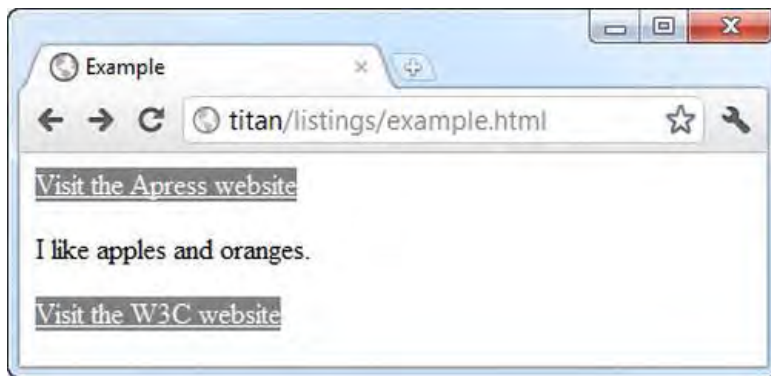 Example
titan/listings/example.html
Visit the Apress website
I like apples and oranges.
Visit the W3C website